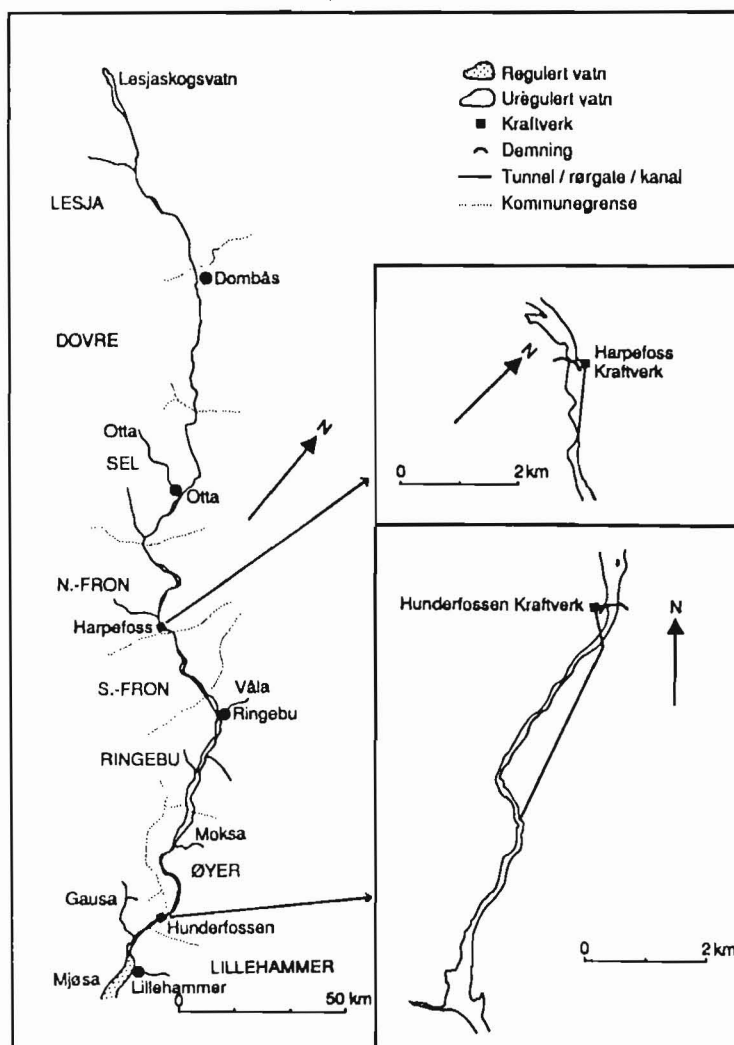 Lesjaskogsvatn
LESJA
Dombås
DOVRE
Otta
SEL
Otta
N
N.-FRON
Harpefoss
S.-FRON
Våla
Ringebu
RINGEBU
Moksa
ØYER
Gausa
Hunderfossen
LILLEHAMMER
Mjøsa
Lillehammer
0 50 km
Regulert vatn
Uregulert vatn
Kraftverk
Demning
Tunnel / rørgate / kanal
Kommunegrense
N
Harpefoss
Kraftverk
0 2 km
Hunderfossen Kraftverk
N
0 2 km